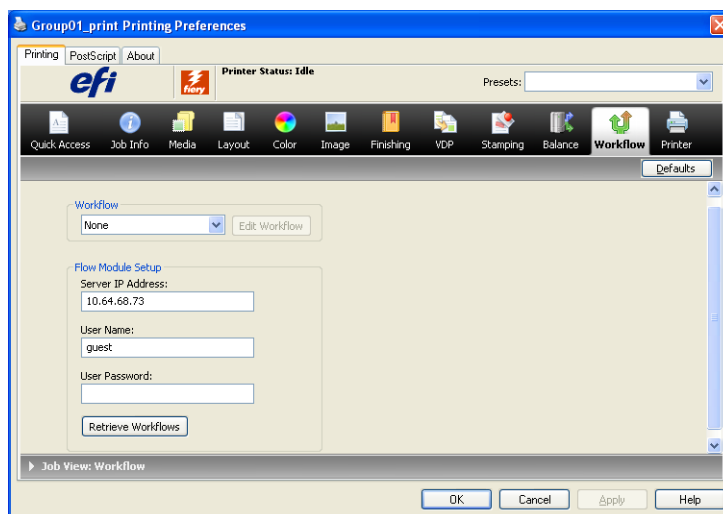 Group01_print Printing Preferences
Printing PostScript About
efi fiery Printer Status: Idle Presets:
Quick Access Job Info Media Layout Color Image Finishing VDP Stamping Balance Workflow Printer
Defaults
Workflow
None Edit Workflow
Flow Module Setup
Server IP Address:
10.64.68.73
User Name:
guest
User Password:
Retrieve Workflows
Job View: Workflow
OK Cancel Apply Help